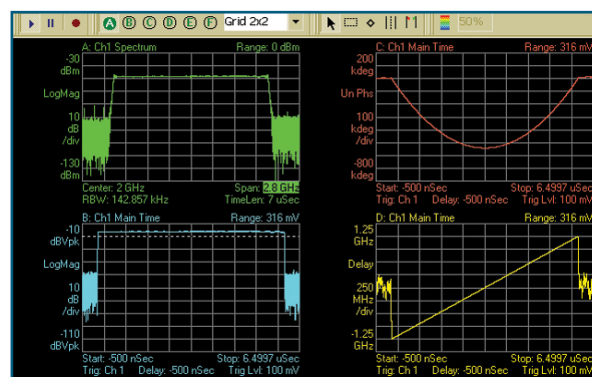 A B C D E F Grid 2x2 50%
A: Ch1 Spectrum Range: 0 dBm
-30
dBm
LogMag
10
dB
/div
-130
dBm
Center: 2 GHz Span: 2.8 GHz
RBW: 142.857 kHz TimeLen: 7 uSec
C: Ch1 Main Time Range: 316 mV
200
kdeg
Un Phs
100
kdeg
/div
-800
kdeg
Start: -500 nSec Stop: 6.4997 uSec
Trig: Ch 1 Delay: -500 nSec Trig Lvl: 100 mV
B: Ch1 Main Time Range: 316 mV
-10
dBVpk
LogMag
10
dB
/div
-110
dBVpk
Start: -500 nSec Stop: 6.4997 uSec
Trig: Ch 1 Delay: -500 nSec Trig Lvl: 100 mV
D: Ch1 Main Time Range: 316 mV
1.25
GHz
Delay
250
MHz
/div
-1.25
GHz
Start: -500 nSec Stop: 6.4997 uSec
Trig: Ch 1 Delay: -500 nSec Trig Lvl: 100 mV